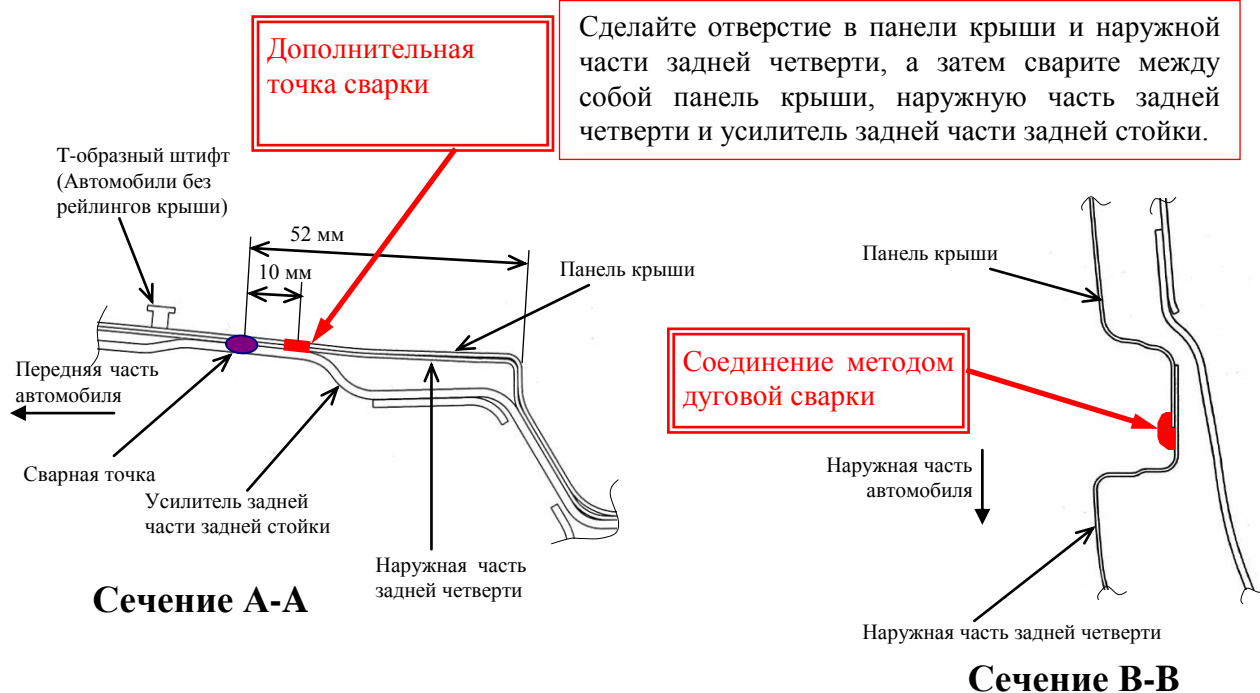 Дополнительная
точка сварки
Сделайте отверстие в панели крыши и наружной
части задней четверти, а затем сварите между
собой панель крыши, наружную часть задней
четверти и усилитель задней части задней стойки.
Т-образный штифт
(Автомобили без
рейлингов крыши)
52 мм
10 мм
Панель крыши
Передняя часть
автомобиля
Сварная точка
Усилитель задней
части задней стойки
Наружная часть
задней четверти
Сечение А-А
Панель крыши
Соединение методом
дуговой сварки
Наружная часть
автомобиля
Наружная часть задней четверти
Сечение В-В